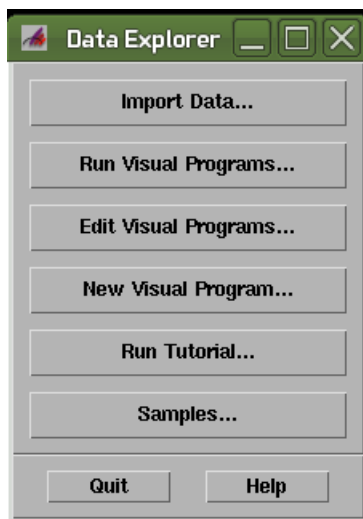 Data Explorer
Import Data...
Run Visual Programs...
Edit Visual Programs...
New Visual Program...
Run Tutorial...
Samples...
Quit Help